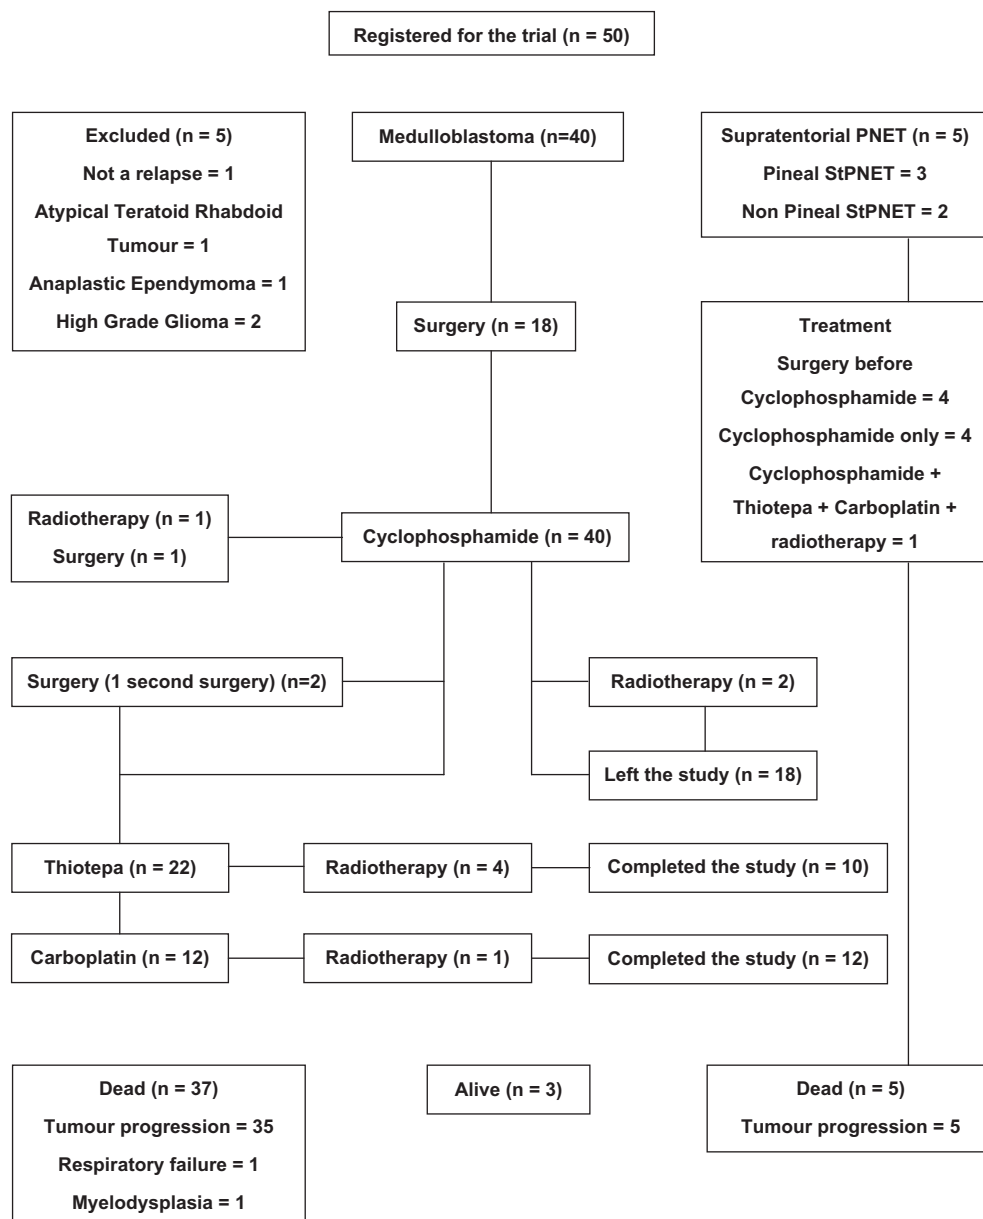 Registered for the trial (n = 50)
Excluded (n = 5)
Not a relapse = 1
Atypical Teratoid Rhabdoid
Tumour = 1
Anaplastic Ependymoma = 1
High Grade Glioma = 2
Medulloblastoma (n=40)
Supratentorial PNET (n = 5)
Pineal StPNET = 3
Non Pineal StPNET = 2
Surgery (n = 18)
Treatment
Surgery before
Cyclophosphamide = 4
Cyclophosphamide only = 4
Cyclophosphamide +
Thiotepa + Carboplatin +
radiotherapy = 1
Radiotherapy (n = 1)
Surgery (n = 1)
Cyclophosphamide (n = 40)
Surgery (1 second surgery) (n=2)
Radiotherapy (n = 2)
Left the study (n = 18)
Thiotepa (n = 22)
Radiotherapy (n = 4)
Completed the study (n = 10)
Carboplatin (n = 12)
Radiotherapy (n = 1)
Completed the study (n = 12)
Dead (n = 37)
Tumour progression = 35
Respiratory failure = 1
Myelodysplasia = 1
Alive (n = 3)
Dead (n = 5)
Tumour progression = 5